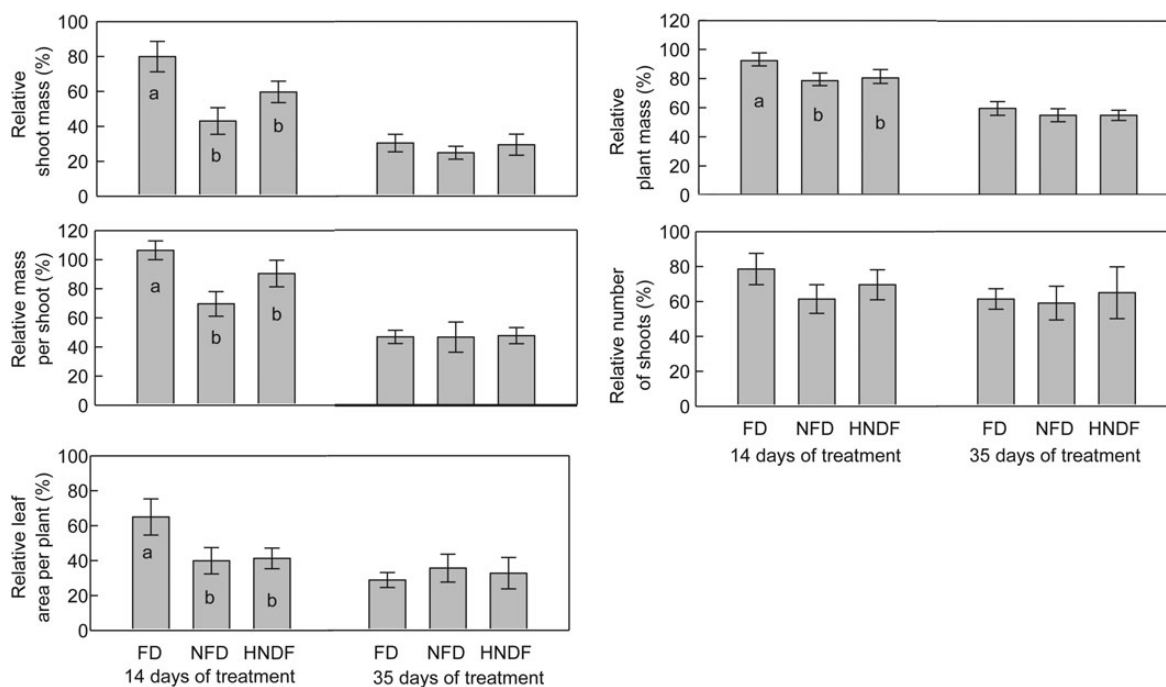 Relative
shoot mass (%)
100
80
60
40
20
0
a
b
b
Relative
plant mass (%)
120
100
80
60
40
20
0
a
b
b
Relative mass
per shoot (%)
120
100
80
60
40
20
0
a
b
b
Relative number
of shoots (%)
100
80
60
40
20
0
FD NFD HNDF FD NFD HNDF
14 days of treatment 35 days of treatment
Relative leaf
area per plant (%)
100
80
60
40
20
0
a
b
b
FD NFD HNDF FD NFD HNDF
14 days of treatment 35 days of treatment